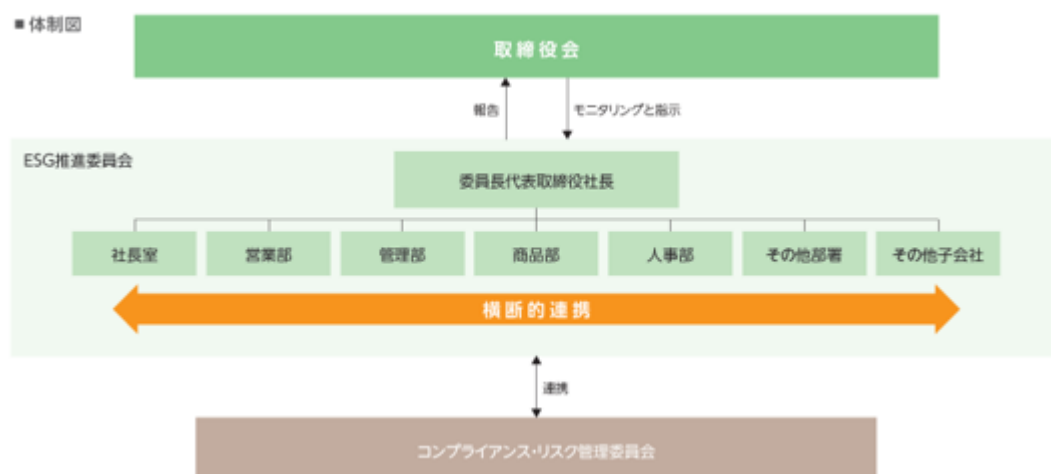 ■ 体制図
取締役会
報告
モニタリングと指示
ESG推進委員会
委員長代表取締役社長
社長室
営業部
管理部
商品部
人事部
その他部署
その他子会社
横断的連携
連携
コンプライアンス・リスク管理委員会